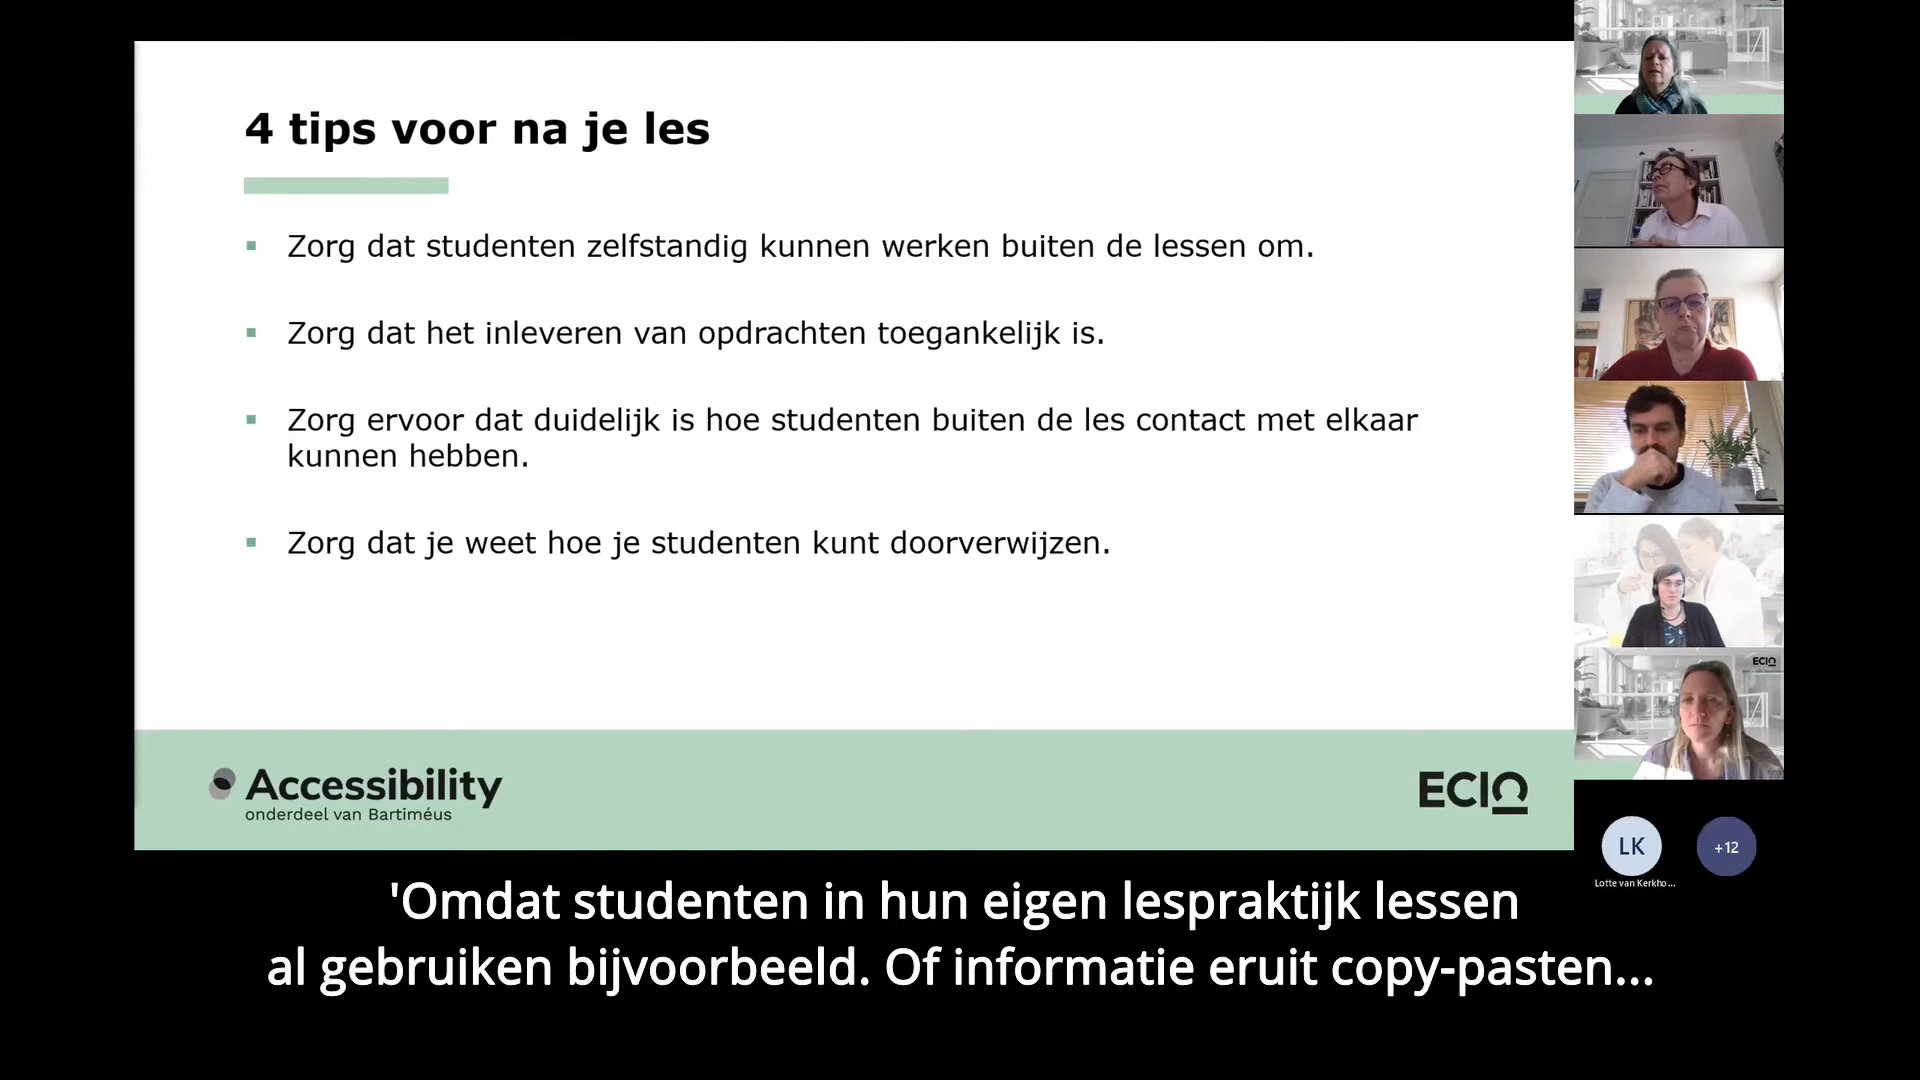 4 tips voor na je les
Zorg dat studenten zelfstandig kunnen werken buiten de lessen om.
Zorg dat het inleveren van opdrachten toegankelijk is.
Zorg ervoor dat duidelijk is hoe studenten buiten de les contact met elkaar
kunnen hebben.
Zorg dat je weet hoe je studenten kunt doorverwijzen.
Accessibility
onderdeel van Bartiméus
ECIO
ECIO
LK
+12
Lotte van Kerkho...
'Omdat studenten in hun eigen lespraktijk lessen
al gebruiken bijvoorbeeld. Of informatie eruit copy-pasten...